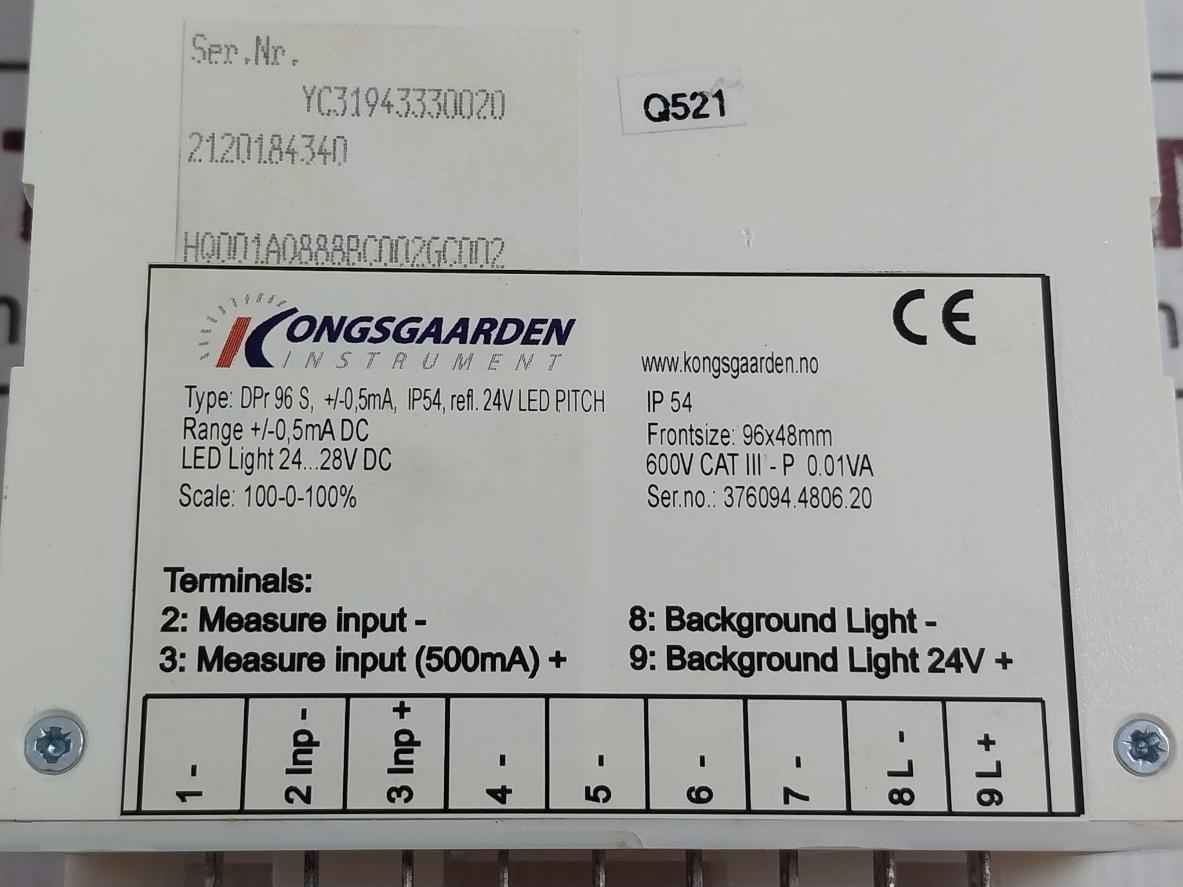 Ser.Nr.
YC31943330020
2120184340
HQ001A0888BC002GC002
Q521
KONGSGAARDEN
INSTRUMENT
CE
www.kongsgaarden.no
Type: DPr 96 S, +/-0,5mA, IP54, refl. 24V LED PITCH
Range +/-0,5mA DC
LED Light 24...28V DC
Scale: 100-0-100%
IP 54
Frontsize: 96x48mm
600V CAT III - P 0.01VA
Ser.no.: 376094.4806.20
Terminals:
2: Measure input -
3: Measure input (500mA) +
8: Background Light -
9: Background Light 24V +
1 -
2 Inp -
3 Inp +
4 -
5 -
6 -
7 -
8 L -
9 L +